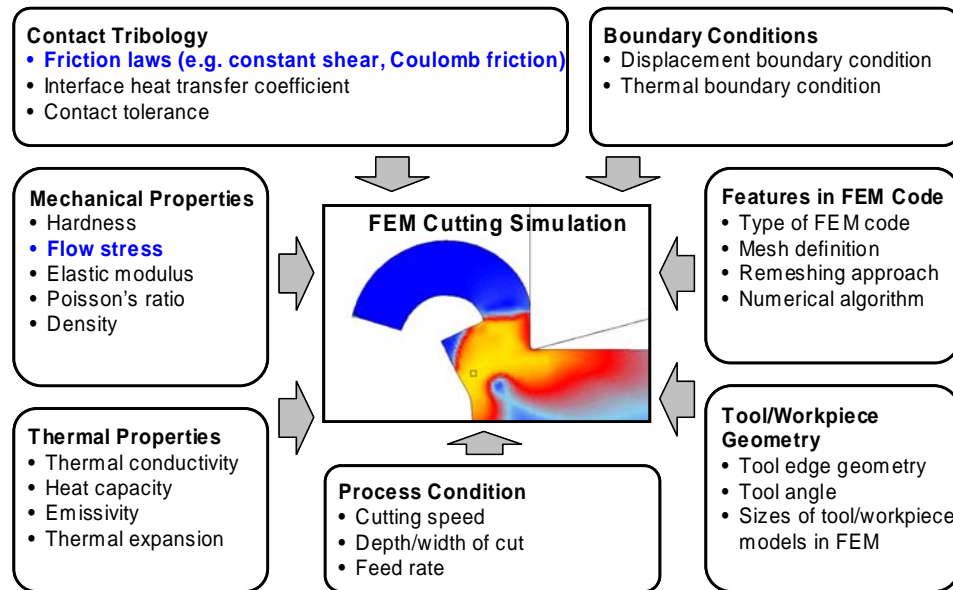 Contact Tribology
• Friction laws (e.g. constant shear, Coulomb friction)
• Interface heat transfer coefficient
• Contact tolerance
Boundary Conditions
• Displacement boundary condition
• Thermal boundary condition
Mechanical Properties
• Hardness
• Flow stress
• Elastic modulus
• Poisson's ratio
• Density
FEM Cutting Simulation
Features in FEM Code
• Type of FEM code
• Mesh definition
• Remeshing approach
• Numerical algorithm
Thermal Properties
• Thermal conductivity
• Heat capacity
• Emissivity
• Thermal expansion
Process Condition
• Cutting speed
• Depth/width of cut
• Feed rate
Tool/Workpiece
Geometry
• Tool edge geometry
• Tool angle
• Sizes of tool/workpiece
models in FEM